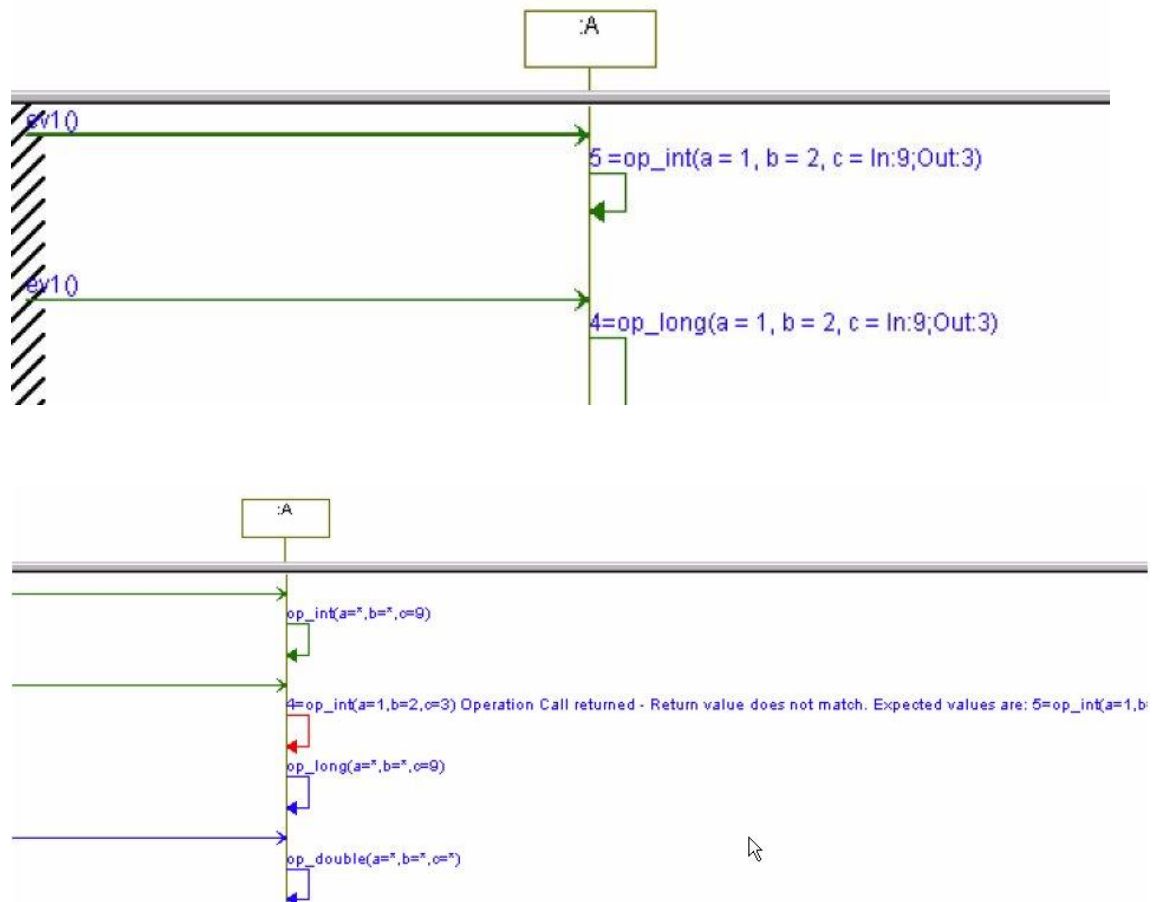 :A
ev1()
5 =op_int(a = 1, b = 2, c = In:9;Out:3)
ev1()
4=op_long(a = 1, b = 2, c = In:9;Out:3)
:A
op_int(a=*,b=*,c=9)
4=op_int(a=1,b=2,c=3) Operation Call returned - Return value does not match. Expected values are: 5=op_int(a=1,b
op_long(a=*,b=*,c=9)
op_double(a=*,b=*,c=*)